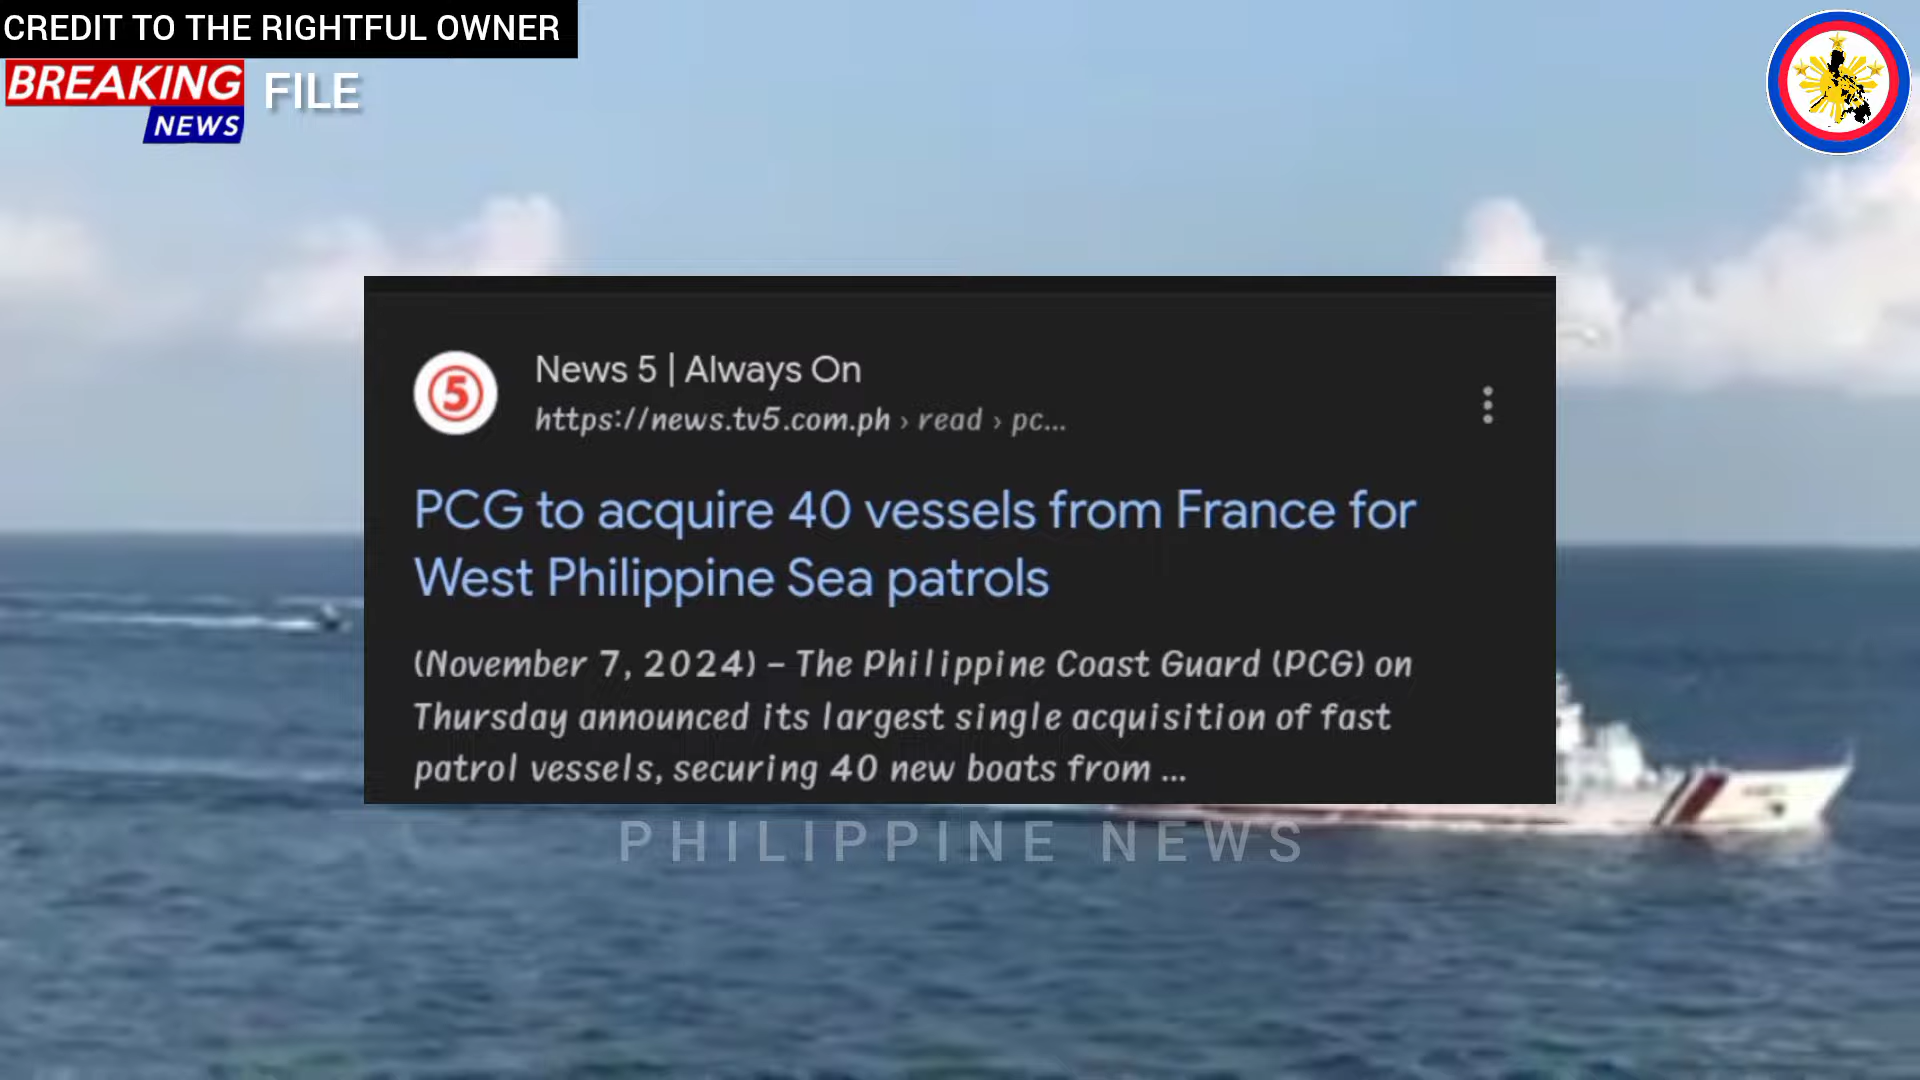 CREDIT TO THE RIGHTFUL OWNER
BREAKING
NEWS
FILE
5
News 5 | Always On
https://news.tv5.com.ph › read › pc...
PCG to acquire 40 vessels from France for
West Philippine Sea patrols
(November 7, 2024) – The Philippine Coast Guard (PCG) on
Thursday announced its largest single acquisition of fast
patrol vessels, securing 40 new boats from ...
PHILIPPINE NEWS